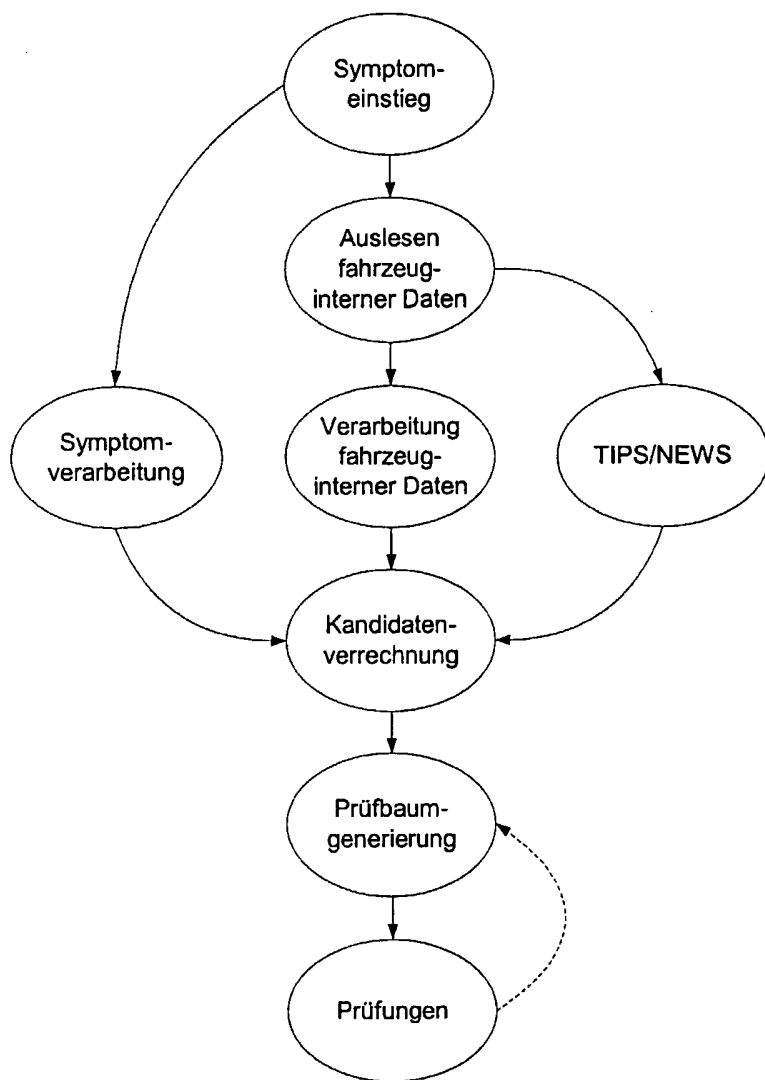 Symptom-
einstieg
Auslesen
fahrzeug-
interner Daten
Symptom-
verarbeitung
Verarbeitung
fahrzeug-
interner Daten
TIPS/NEWS
Kandidaten-
verrechnung
Prüfbaum-
generierung
Prüfungen